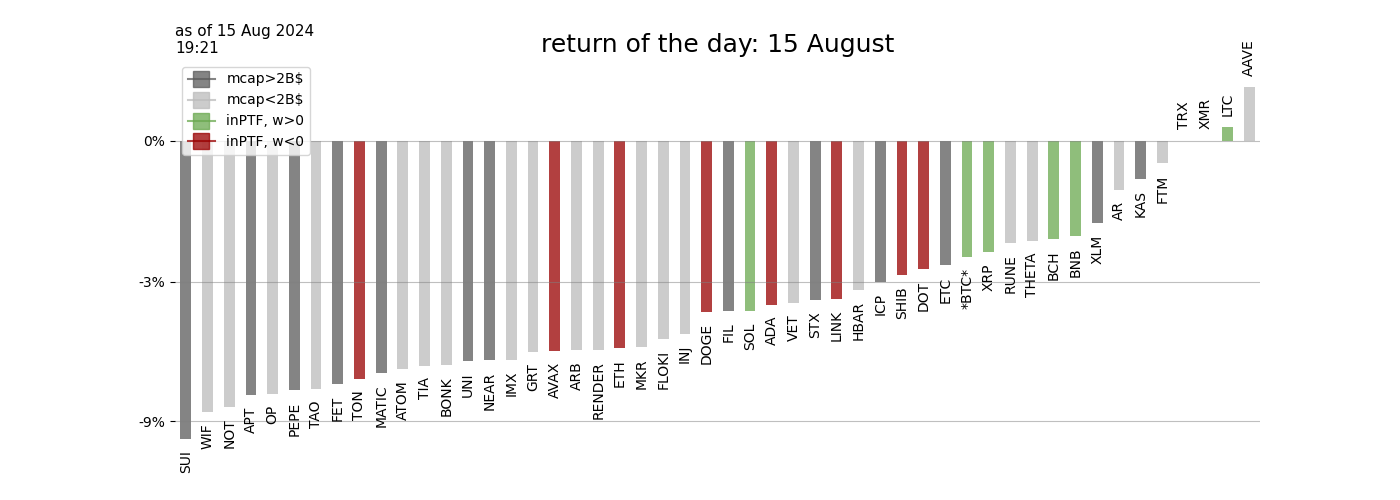 as of 15 Aug 2024
19:21
return of the day: 15 August
mcap>2B$
mcap<2B$
inPTF, w>0
inPTF, w<0
0%
-3%
-9%
SUI
WIF
NOT
APT
OP
PEPE
TAO
FET
TON
MATIC
ATOM
TIA
BONK
UNI
NEAR
IMX
GRT
AVAX
ARB
RENDER
ETH
MKR
FLOKI
INJ
DOGE
FIL
SOL
ADA
VET
STX
LINK
HBAR
ICP
SHIB
DOT
ETC
*BTC*
XRP
RUNE
THETA
BCH
BNB
XLM
AR
KAS
FTM
TRX
XMR
LTC
AAVE